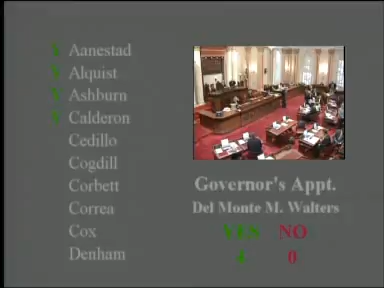 Y Aanestad
Y Alquist
Y Ashburn
Y Calderon
Cedillo
Cogdill
Corbett
Correa
Cox
Denham
Governor's Appt.
Del Monte M. Walters
YES NO
4 0